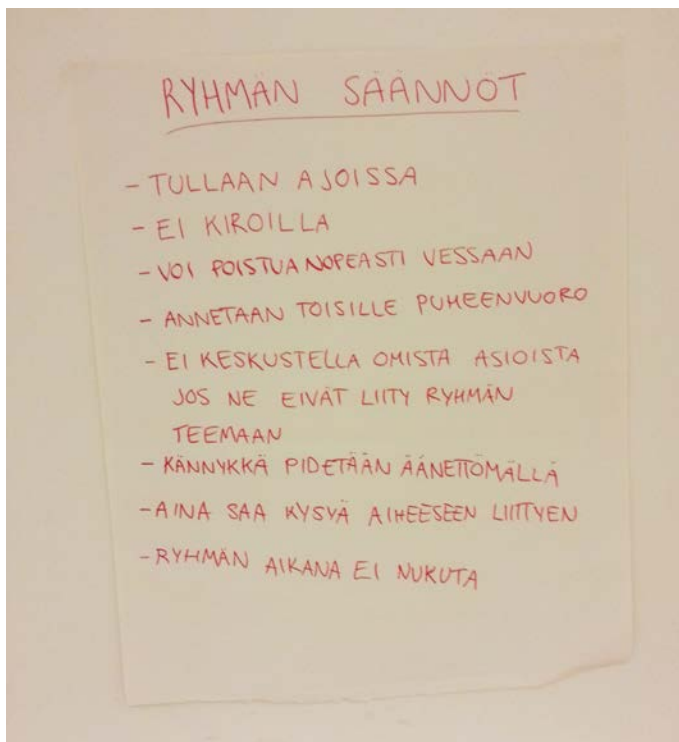 RYHMÄN SÄÄNNÖT
- TULLAAN AJOISSA
- EI KIROILLA
- VOI POISTUA NOPEASTI VESSAAN
- ANNETAAN TOISILLE PUHEENVUORO
- EI KESKUSTELLA OMISTA ASIOISTA
JOS NE EIVÄT LIITY RYHMÄN
TEEMAAN
- KÄNNYKKÄ PIDETÄÄN ÄÄNETTÖMÄLLÄ
- AINA SAA KYSYÄ AIHEESEEN LIITTYEN
- RYHMÄN AIKANA EI NUKUTA